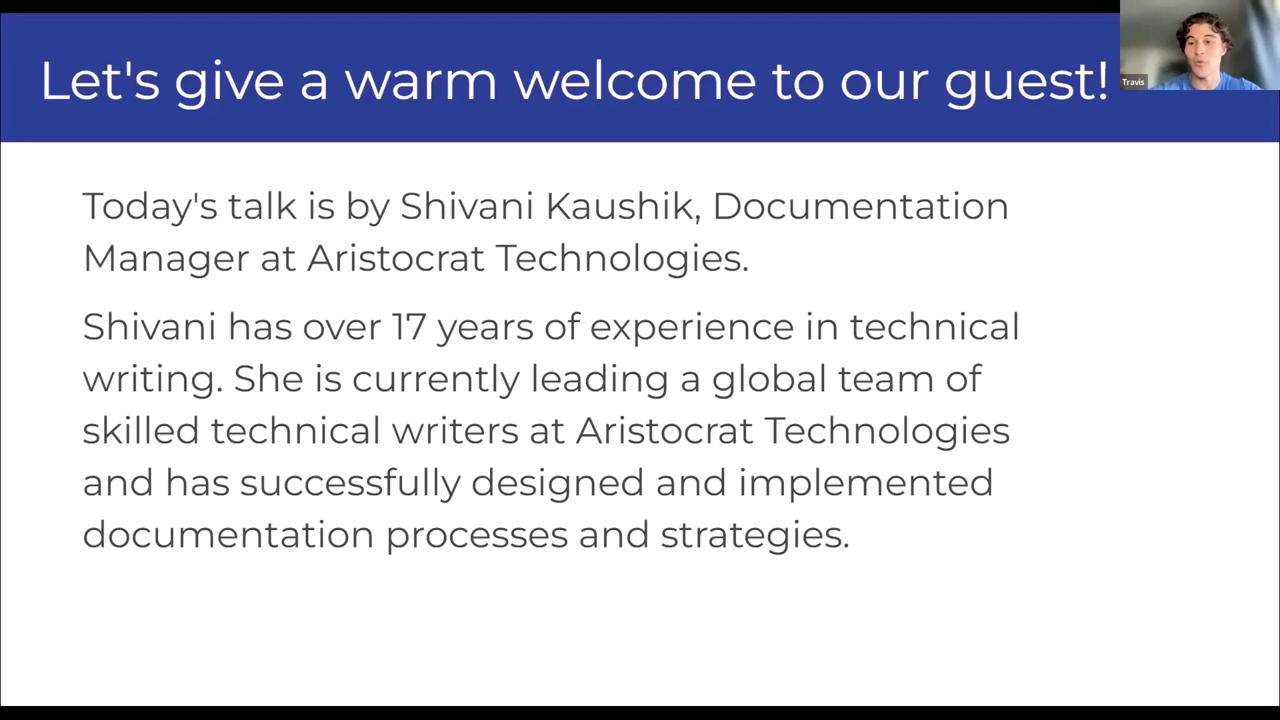 Let's give a warm welcome to our guest!
Travis
Today's talk is by Shivani Kaushik, Documentation
Manager at Aristocrat Technologies.
Shivani has over 17 years of experience in technical
writing. She is currently leading a global team of
skilled technical writers at Aristocrat Technologies
and has successfully designed and implemented
documentation processes and strategies.